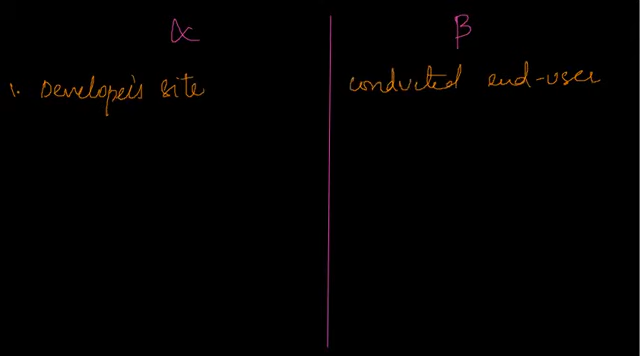 α β
1. Developer's site conducted end-user